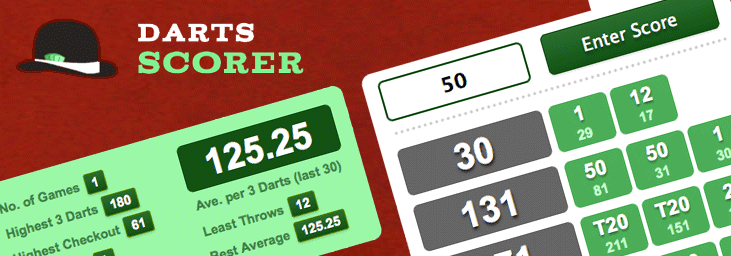 DARTS
SCORER
50
Enter Score
30
1
29
12
17
131
50
81
50
31
1
30
T20
211
T20
151
125.25
Ave. per 3 Darts (last 30)
No. of Games 1
Highest 3 Darts 180
Highest Checkout 61
Least Throws 12
Best Average 125.25